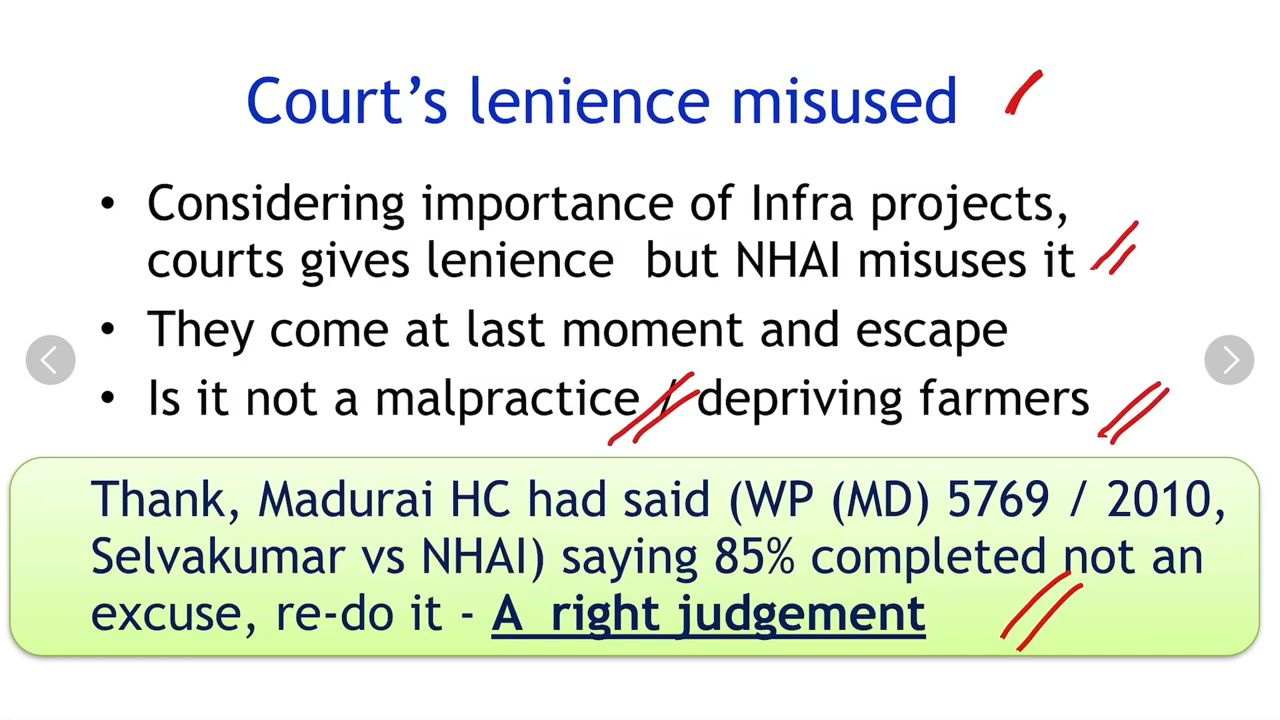 Court’s lenience misused
• Considering importance of Infra projects,
courts gives lenience  but NHAI misuses it
• They come at last moment and escape
• Is it not a malpractice / depriving farmers
Thank, Madurai HC had said (WP (MD) 5769 / 2010,
Selvakumar vs NHAI) saying 85% completed not an
excuse, re-do it - A  right judgement